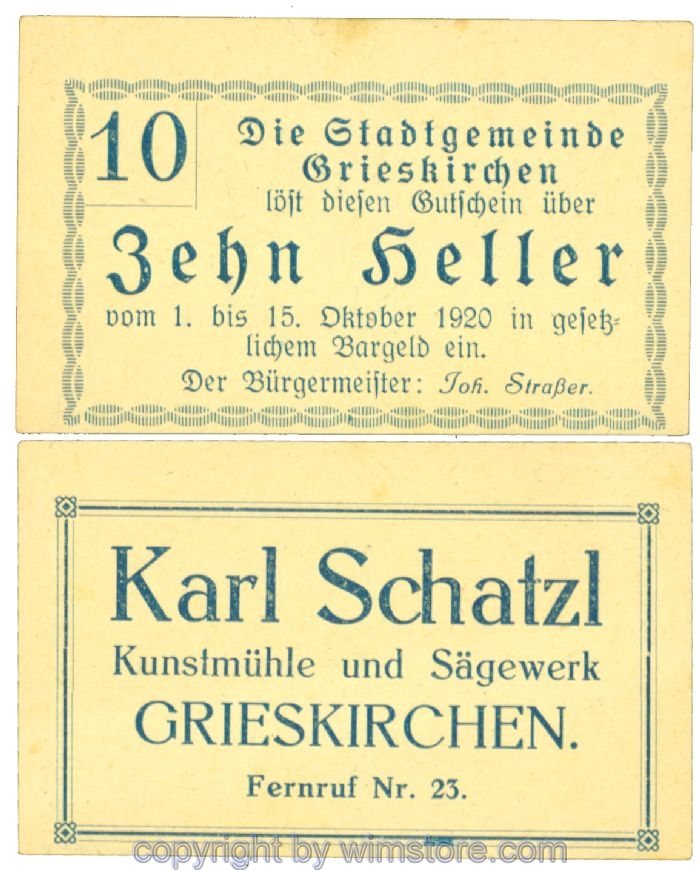 10
Die Stadtgemeinde
Grieskirchen
löst diesen Gutschein über
Zehn Heller
vom 1. bis 15. Oktober 1920 in gesetz-
lichem Bargeld ein.
Der Bürgermeister: Joh. Straßer.
Karl Schatzl
Kunstmühle und Sägewerk
GRIESKIRCHEN.
Fernruf Nr. 23.
copyright by wimstore.com